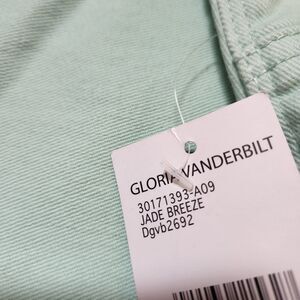 GLORIA VANDERBILT
30171393-A09
JADE BREEZE
Dgvb2692